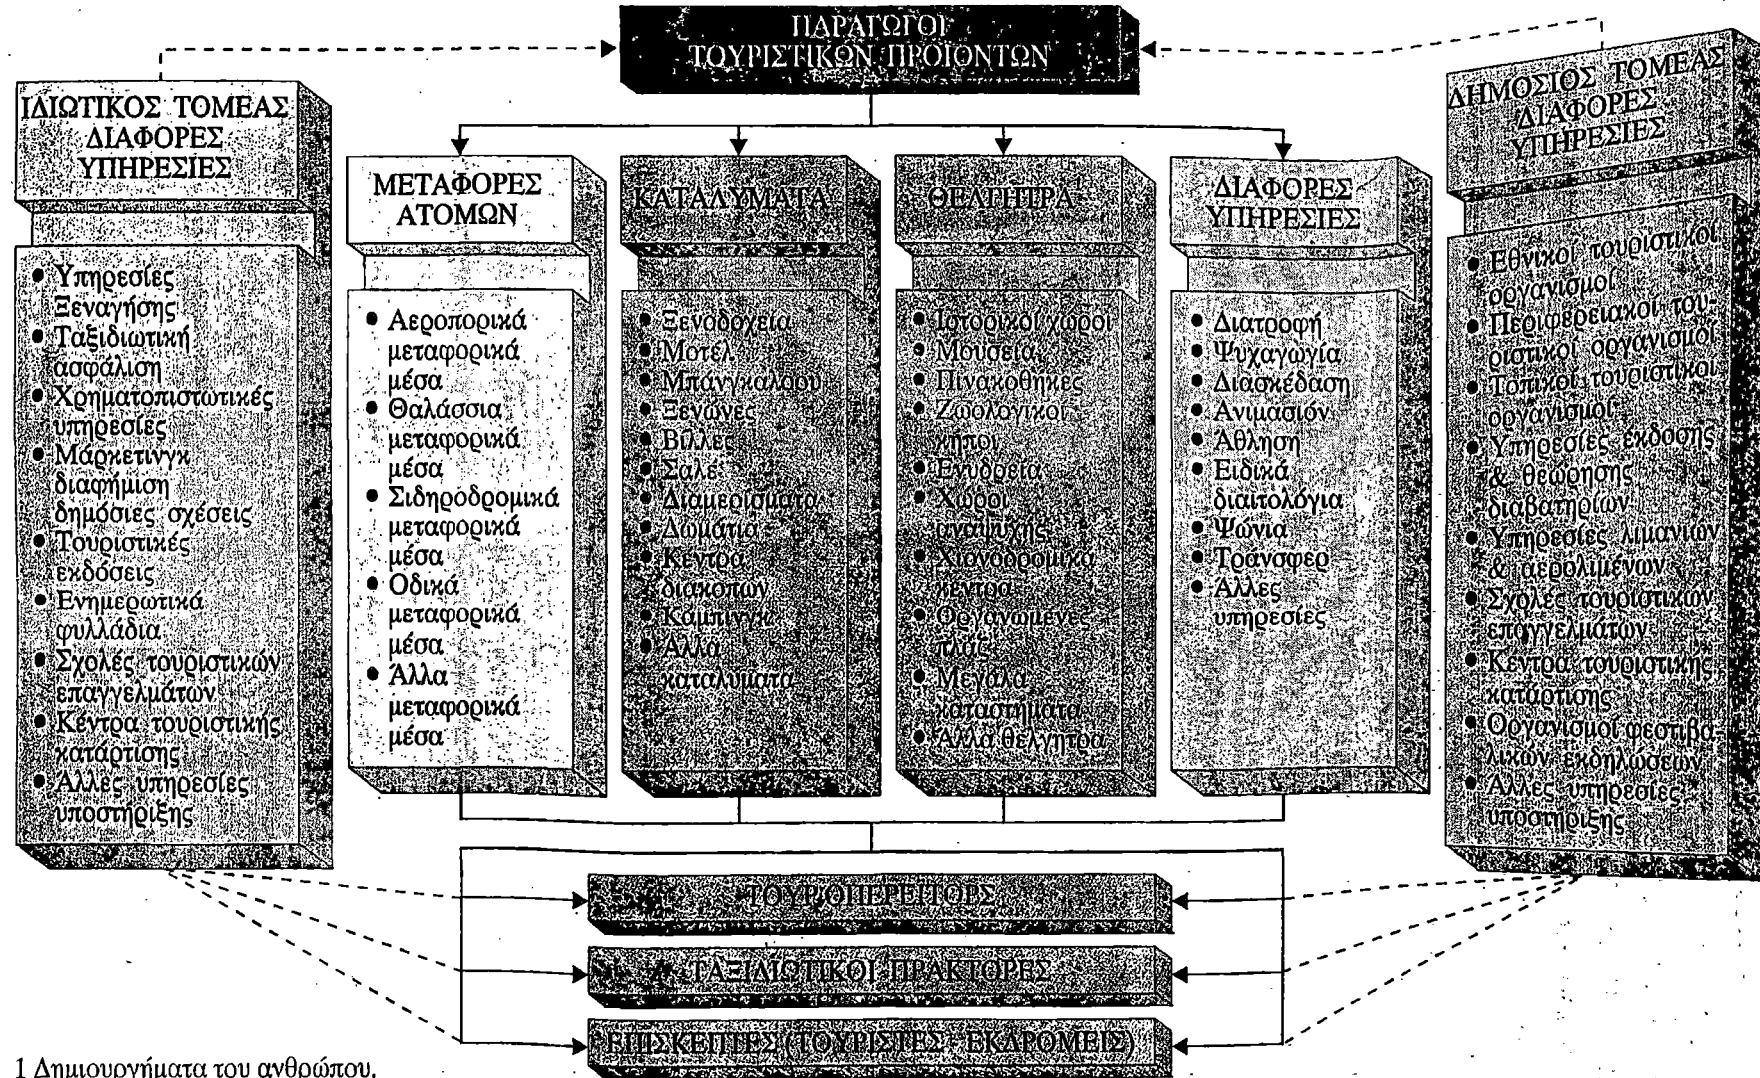 ΠΑΡΑΓΩΓΟΙ
ΤΟΥΡΙΣΤΙΚΩΝ ΠΡΟΪΟΝΤΩΝ
ΙΔΙΩΤΙΚΟΣ ΤΟΜΕΑΣ
ΔΙΑΦΟΡΕΣ
ΥΠΗΡΕΣΙΕΣ
● Υπηρεσίες
Ξεναγήσης
● Ταξιδιωτική
ασφάλιση
● Χρηματοπιστωτικές
υπηρεσίες
● Μάρκετινγκ
διαφήμιση
δημόσιες σχέσεις
● Τουριστικές
εκδόσεις
● Ενημερωτικά
φυλλάδια
● Σχολές τουριστικών
επαγγελμάτων
● Κέντρα τουριστικής
κατάρτισης
● Άλλες υπηρεσίες
υποστήριξης
ΜΕΤΑΦΟΡΕΣ
ΑΤΟΜΩΝ
● Αεροπορικά
μεταφορικά
μέσα
● Θαλάσσια
μεταφορικά
μέσα
● Σιδηροδρομικά
μεταφορικά
μέσα
● Οδικά
μεταφορικά
μέσα
● Άλλα
μεταφορικά
μέσα
ΚΑΤΑΛΥΜΑΤΑ
● Ξενοδοχεία
● Μοτέλ
● Μπάνγκαλοου
● Ξενώνες
● Βίλλες
● Σαλέ
● Διαμερίσματα
● Δωμάτια
● Κέντρα
διακοπών
● Κάμπινγκ
● Άλλα
καταλύματα
ΘΕΛΓΗΤΡΑ
● Ιστορικοί χώροι
● Μουσεία
● Πινακοθήκες
● Ζωολογικοί
κήποι
● Ενυδρεία
● Χώροι
αναψυχής
● Χιονοδρομικά
κέντρα
● Οργανωμένες
πλαζ
● Μεγάλα
καταστήματα
● Άλλα θέλγητρα
ΔΙΑΦΟΡΕΣ
ΥΠΗΡΕΣΙΕΣ
● Διατροφή
● Ψυχαγωγία
● Διασκέδαση
● Ανιμασιόν
● Άθληση
● Ειδικά
διαιτολόγια
● Ψώνια
● Τράνσφερ
● Άλλες
υπηρεσίες
ΔΗΜΟΣΙΟΣ ΤΟΜΕΑΣ
ΔΙΑΦΟΡΕΣ
ΥΠΗΡΕΣΙΕΣ
● Εθνικοί τουριστικοί
οργανισμοί
● Περιφερειακοί του-
ριστικοί οργανισμοί
● Τοπικοί τουριστικοί
οργανισμοί
● Υπηρεσίες έκδοσης
& θεώρησης
διαβατηρίων
● Υπηρεσίες λιμανιών
& αερολιμένων
● Σχολές τουριστικών
επαγγελμάτων
● Κέντρα τουριστικής
κατάρτισης
● Οργανισμοί φεστιβα-
λικών εκδηλώσεων
● Άλλες υπηρεσίες
υποστήριξης
ΤΟΥΡ ΟΠΕΡΕΪΤΟΡΣ
ΤΑΞΙΔΙΩΤΙΚΟΙ ΠΡΑΚΤΟΡΕΣ
ΕΠΙΣΚΕΠΤΕΣ (ΤΟΥΡΙΣΤΕΣ - ΕΚΔΡΟΜΕΙΣ)
1 Δημιουργήματα του ανθρώπου.